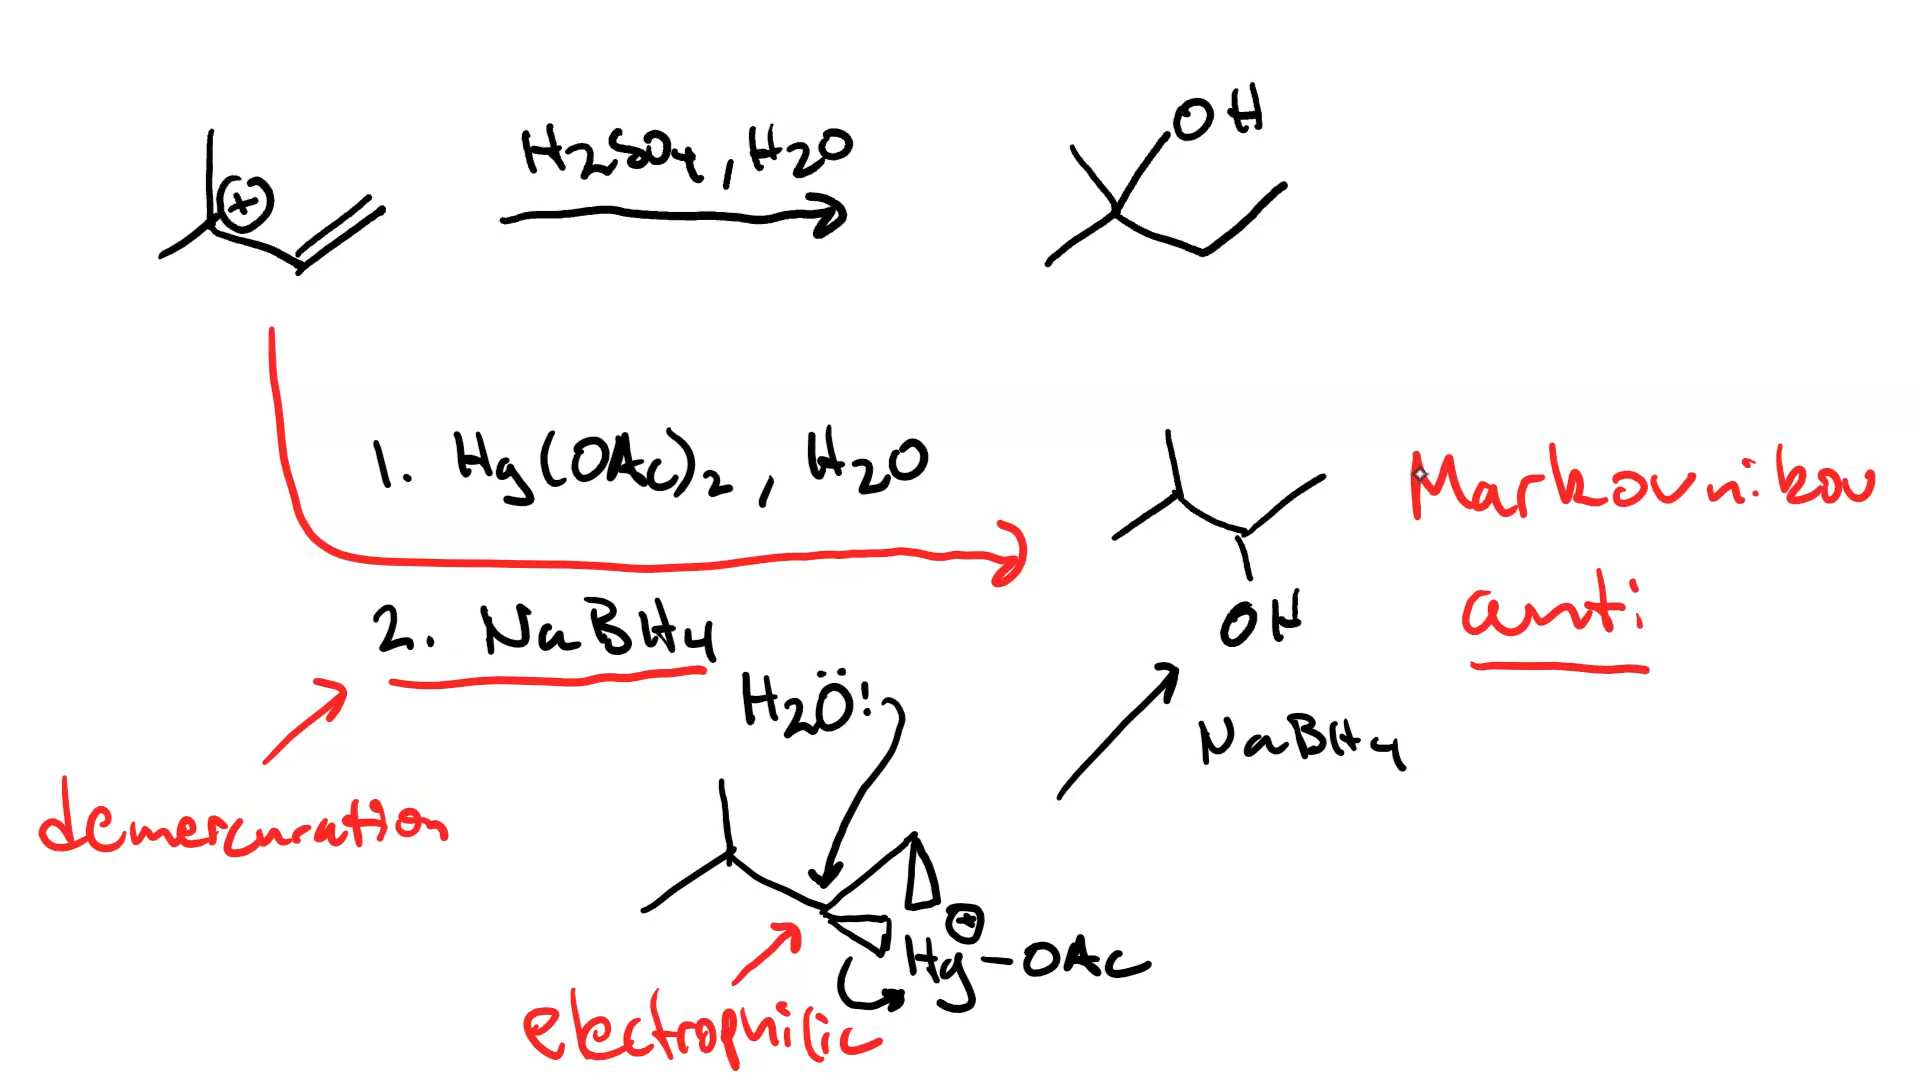 H2SO4, H2O
OH
⊕
1. Hg(OAc)2, H2O
Markovnikov
anti
2. NaBH4
OH
H2Ö:
NaBH4
demercuration
⊕
Hg–OAc
electrophilic